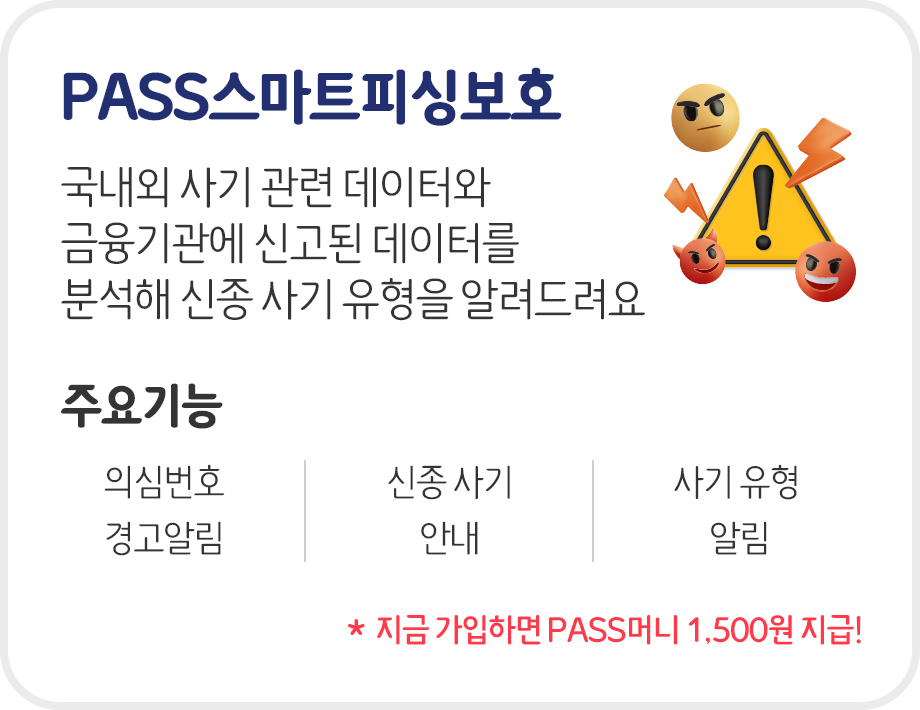 PASS스마트피싱보호
국내외 사기 관련 데이터와
금융기관에 신고된 데이터를
분석해 신종 사기 유형을 알려드려요
주요기능
의심번호
경고알림
신종 사기
안내
사기 유형
알림
* 지금 가입하면 PASS머니 1,500원 지급!